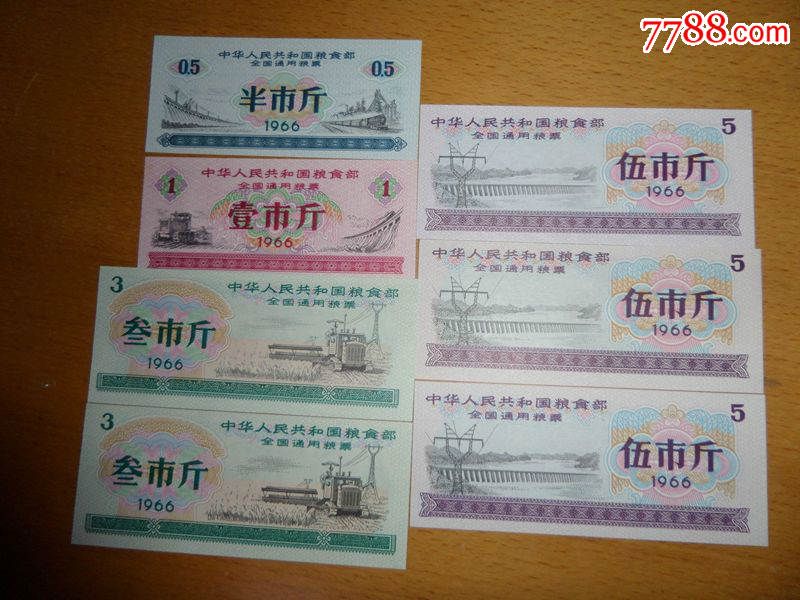 7788.com
中华人民共和国粮食部
全国通用粮票
0.5 0.5
半市斤
1966
中华人民共和国粮食部
全国通用粮票
1 1
壹市斤
1966
3
中华人民共和国粮食部
全国通用粮票
叁市斤
1966
3
中华人民共和国粮食部
全国通用粮票
叁市斤
1966
中华人民共和国粮食部
5
全国通用粮票
伍市斤
1966
中华人民共和国粮食部
5
全国通用粮票
伍市斤
1966
中华人民共和国粮食部
5
全国通用粮票
伍市斤
1966